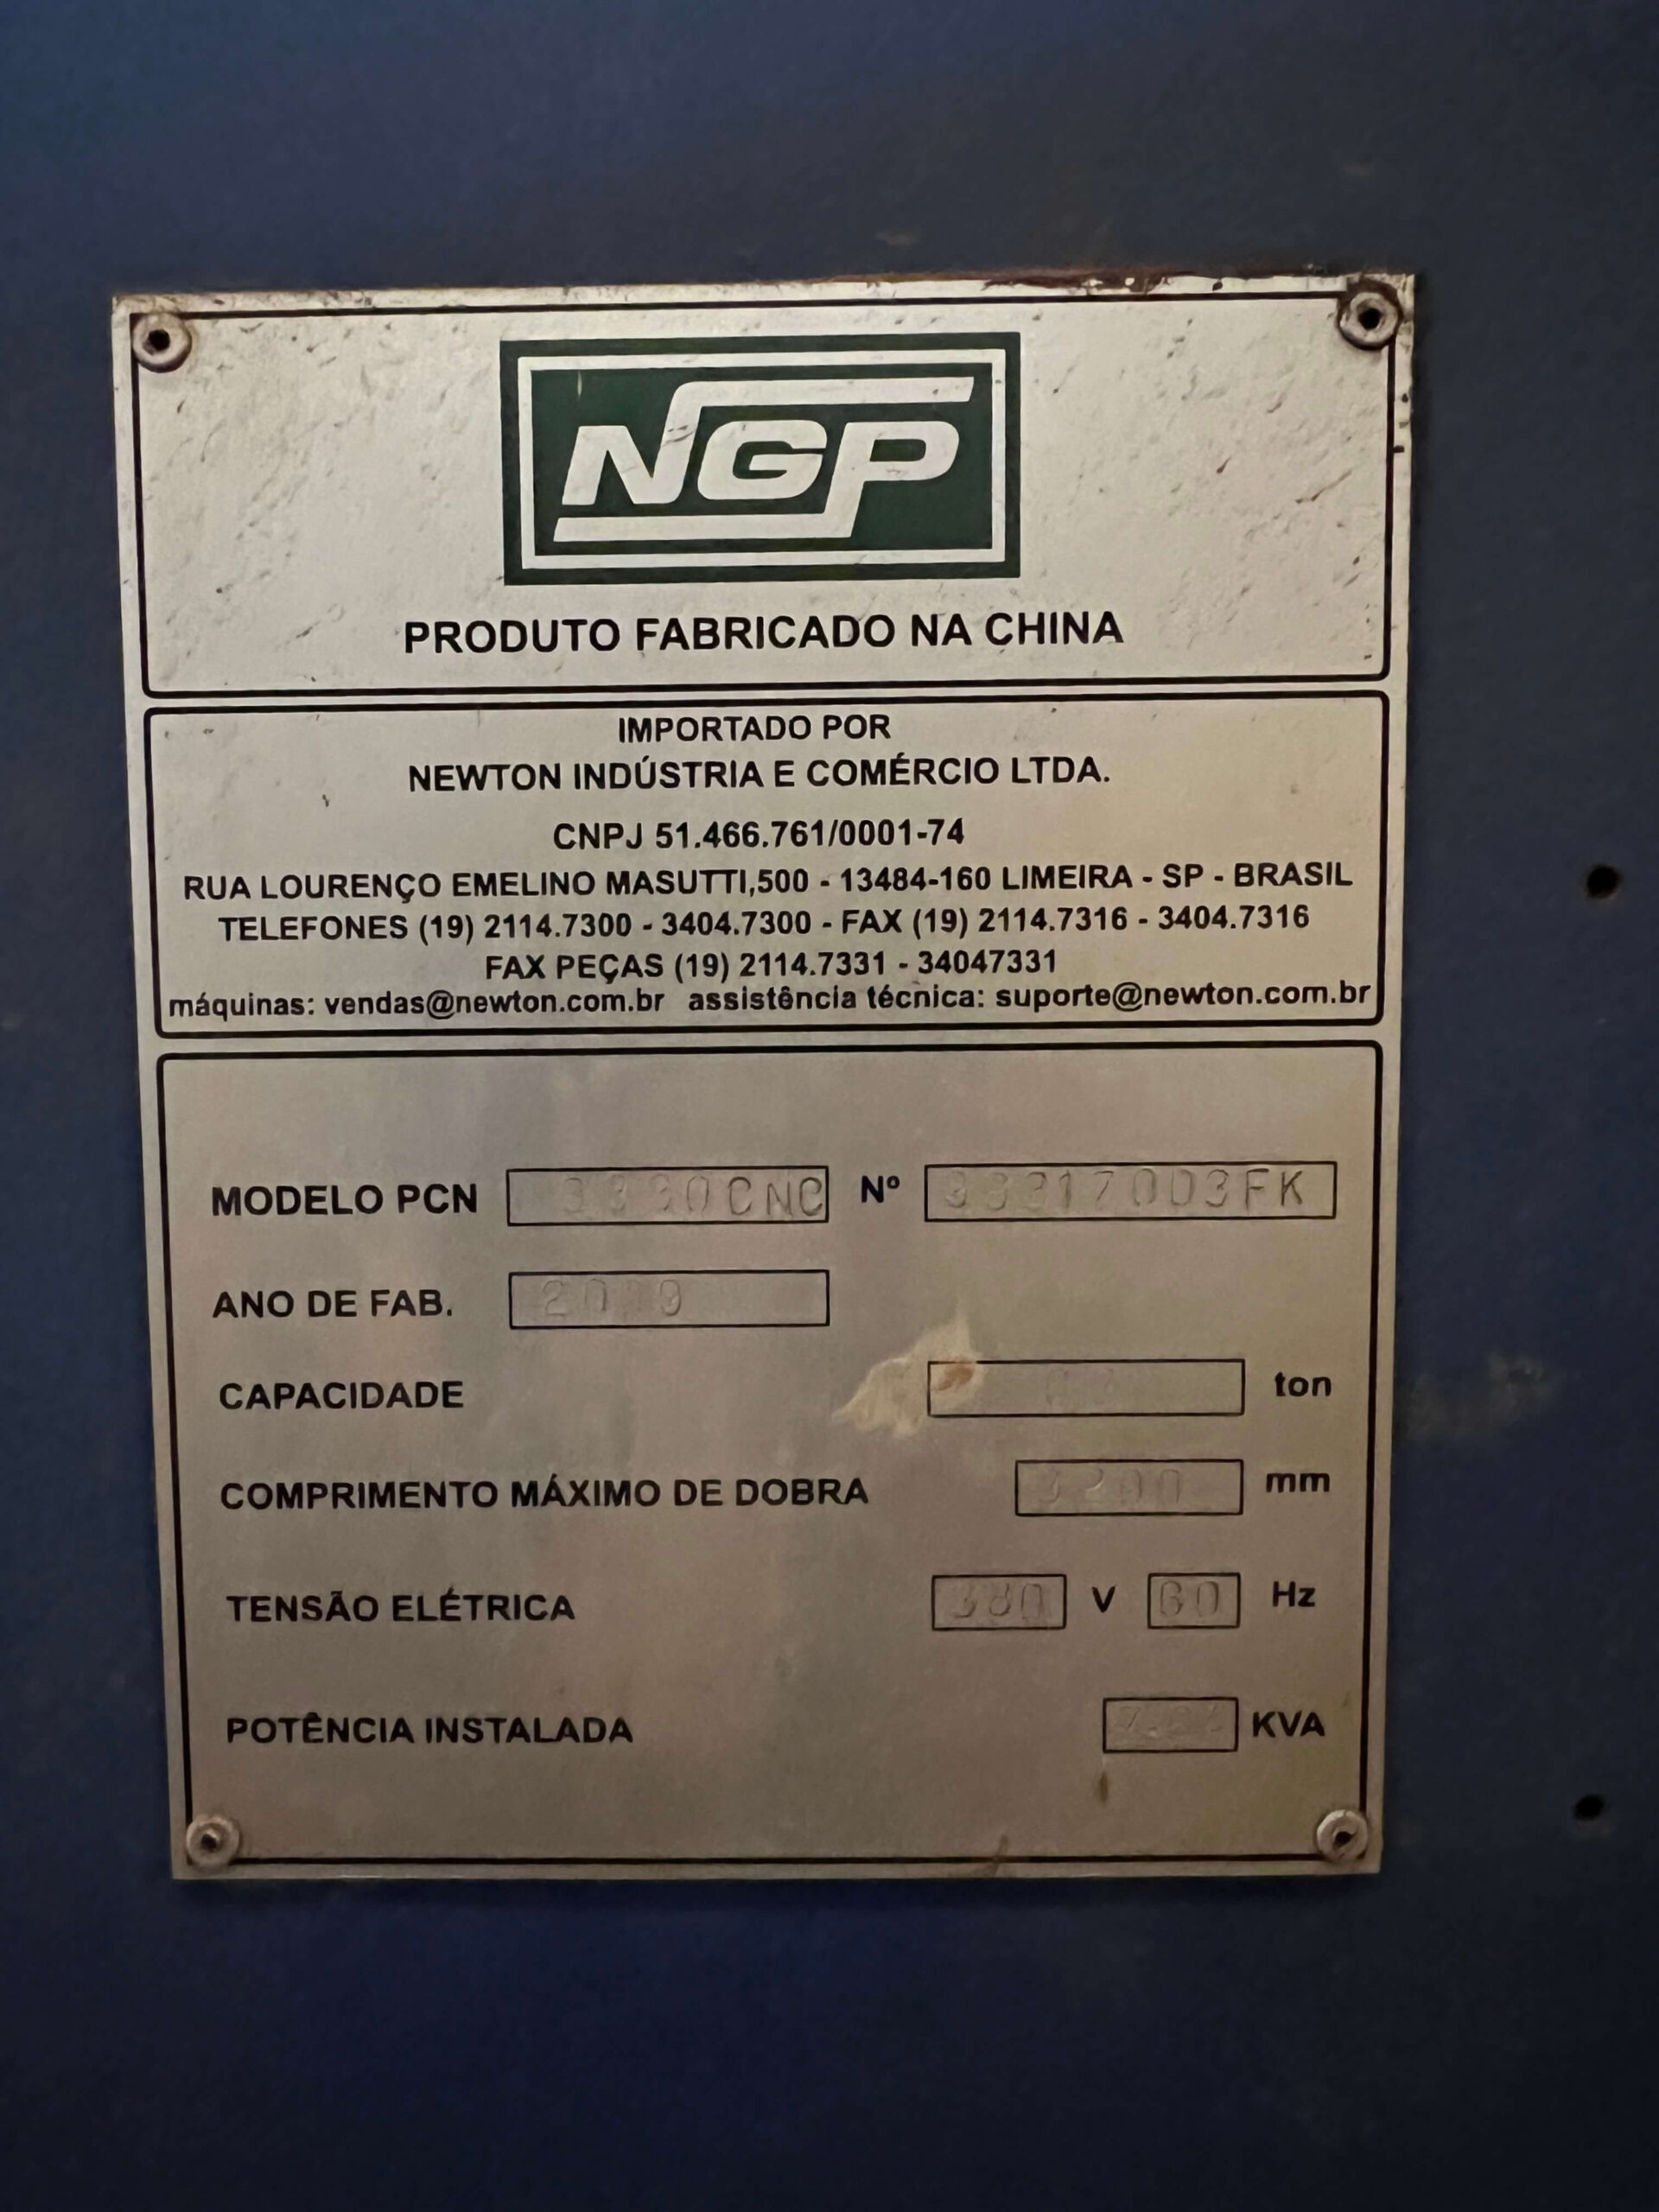 NGP
PRODUTO FABRICADO NA CHINA
IMPORTADO POR
NEWTON INDÚSTRIA E COMÉRCIO LTDA.
CNPJ 51.466.761/0001-74
RUA LOURENÇO EMELINO MASUTTI,500 - 13484-160 LIMEIRA - SP - BRASIL
TELEFONES (19) 2114.7300 - 3404.7300 - FAX (19) 2114.7316 - 3404.7316
FAX PEÇAS (19) 2114.7331 - 34047331
máquinas: vendas@newton.com.br assistência técnica: suporte@newton.com.br
MODELO PCN Nº
ANO DE FAB.
CAPACIDADE ton
COMPRIMENTO MÁXIMO DE DOBRA mm
TENSÃO ELÉTRICA 380 V 60 Hz
POTÊNCIA INSTALADA KVA